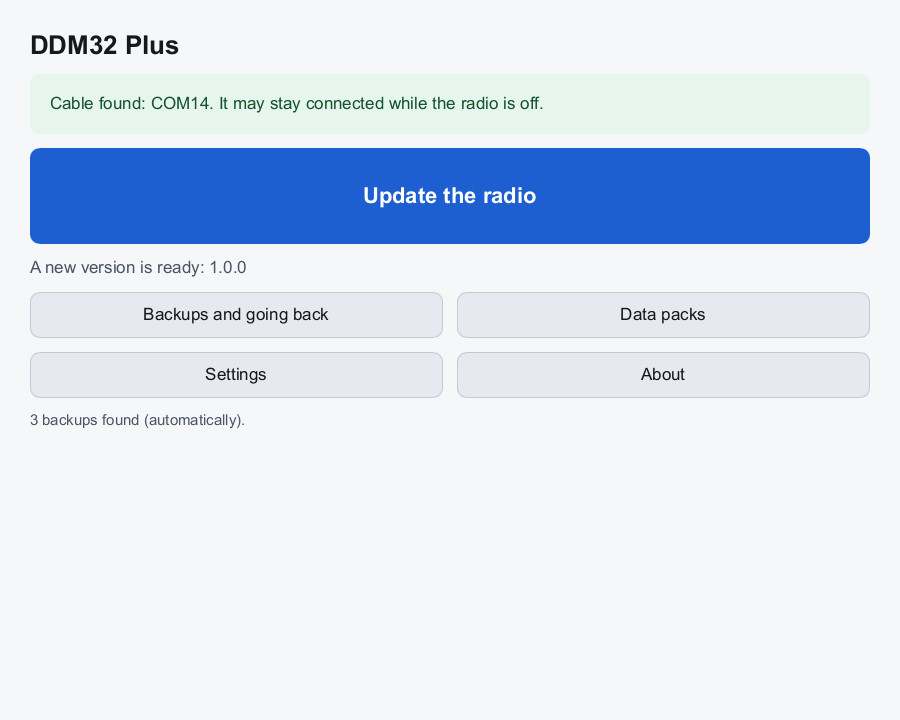 DDM32 Plus
Cable found: COM14. It may stay connected while the radio is off.
Update the radio
A new version is ready: 1.0.0
Backups and going back
Data packs
Settings
About
3 backups found (automatically).